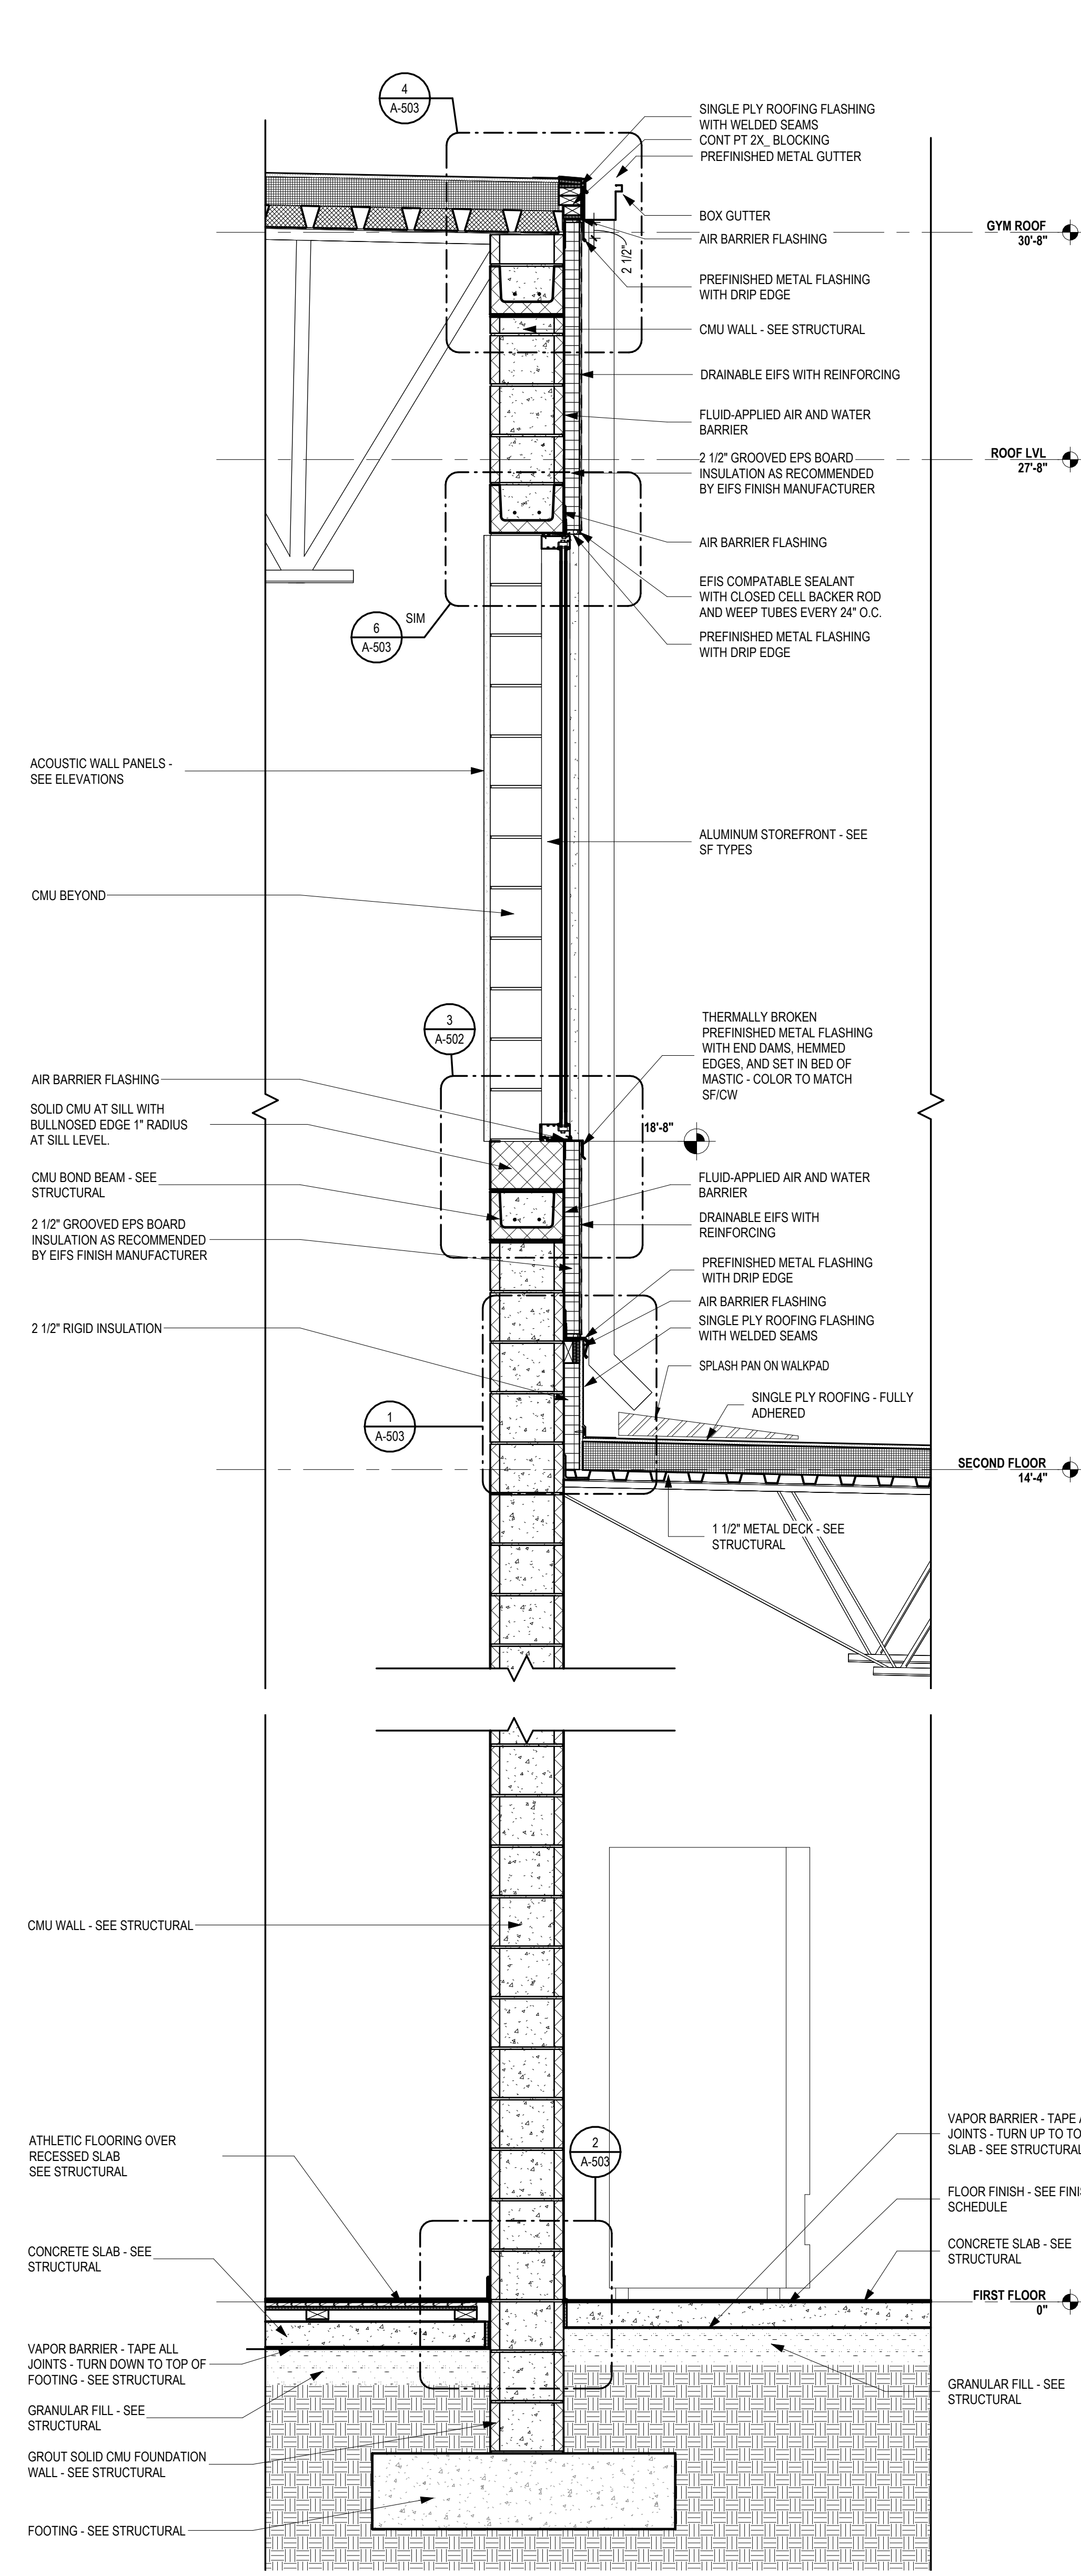 4
A-503
SINGLE PLY ROOFING FLASHING
WITH WELDED SEAMS
CONT PT 2X_ BLOCKING
PREFINISHED METAL GUTTER
BOX GUTTER
AIR BARRIER FLASHING
GYM ROOF
30'-8"
2 1/2"
PREFINISHED METAL FLASHING
WITH DRIP EDGE
CMU WALL - SEE STRUCTURAL
DRAINABLE EIFS WITH REINFORCING
FLUID-APPLIED AIR AND WATER
BARRIER
2 1/2" GROOVED EPS BOARD
INSULATION AS RECOMMENDED
BY EIFS FINISH MANUFACTURER
ROOF LVL
27'-8"
AIR BARRIER FLASHING
EFIS COMPATABLE SEALANT
WITH CLOSED CELL BACKER ROD
AND WEEP TUBES EVERY 24" O.C.
PREFINISHED METAL FLASHING
WITH DRIP EDGE
6
A-503
SIM
ACOUSTIC WALL PANELS -
SEE ELEVATIONS
ALUMINUM STOREFRONT - SEE
SF TYPES
CMU BEYOND
3
A-502
THERMALLY BROKEN
PREFINISHED METAL FLASHING
WITH END DAMS, HEMMED
EDGES, AND SET IN BED OF
MASTIC - COLOR TO MATCH
SF/CW
AIR BARRIER FLASHING
SOLID CMU AT SILL WITH
BULLNOSED EDGE 1" RADIUS
AT SILL LEVEL.
18'-8"
CMU BOND BEAM - SEE
STRUCTURAL
2 1/2" GROOVED EPS BOARD
INSULATION AS RECOMMENDED
BY EIFS FINISH MANUFACTURER
FLUID-APPLIED AIR AND WATER
BARRIER
DRAINABLE EIFS WITH
REINFORCING
PREFINISHED METAL FLASHING
WITH DRIP EDGE
AIR BARRIER FLASHING
SINGLE PLY ROOFING FLASHING
WITH WELDED SEAMS
2 1/2" RIGID INSULATION
SPLASH PAN ON WALKPAD
SINGLE PLY ROOFING - FULLY
ADHERED
1
A-503
SECOND FLOOR
14'-4"
1 1/2" METAL DECK - SEE
STRUCTURAL
CMU WALL - SEE STRUCTURAL
2
A-503
ATHLETIC FLOORING OVER
RECESSED SLAB
SEE STRUCTURAL
VAPOR BARRIER - TAPE A
JOINTS - TURN UP TO TO
SLAB - SEE STRUCTURAL
FLOOR FINISH - SEE FINIS
SCHEDULE
CONCRETE SLAB - SEE
STRUCTURAL
CONCRETE SLAB - SEE
STRUCTURAL
FIRST FLOOR
0"
VAPOR BARRIER - TAPE ALL
JOINTS - TURN DOWN TO TOP OF
FOOTING - SEE STRUCTURAL
GRANULAR FILL - SEE
STRUCTURAL
GRANULAR FILL - SEE
STRUCTURAL
GROUT SOLID CMU FOUNDATION
WALL - SEE STRUCTURAL
FOOTING - SEE STRUCTURAL